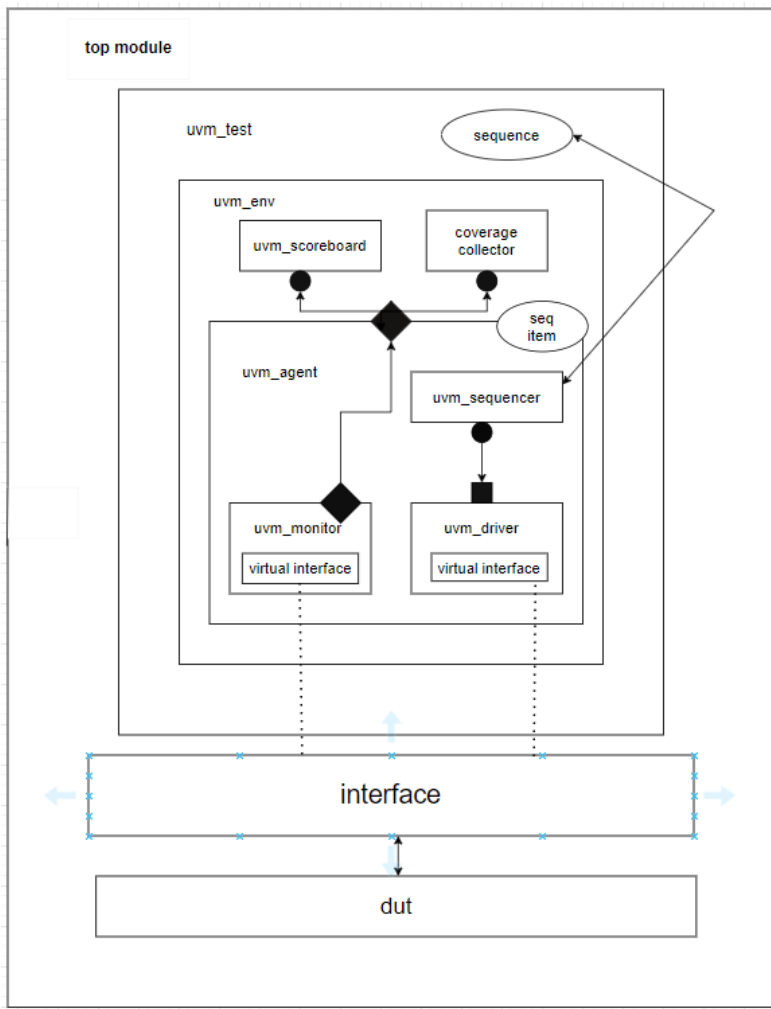 top module
uvm_test
sequence
uvm_env
uvm_scoreboard
coverage
collector
seq
item
uvm_agent
uvm_sequencer
uvm_monitor
virtual interface
uvm_driver
virtual interface
interface
dut